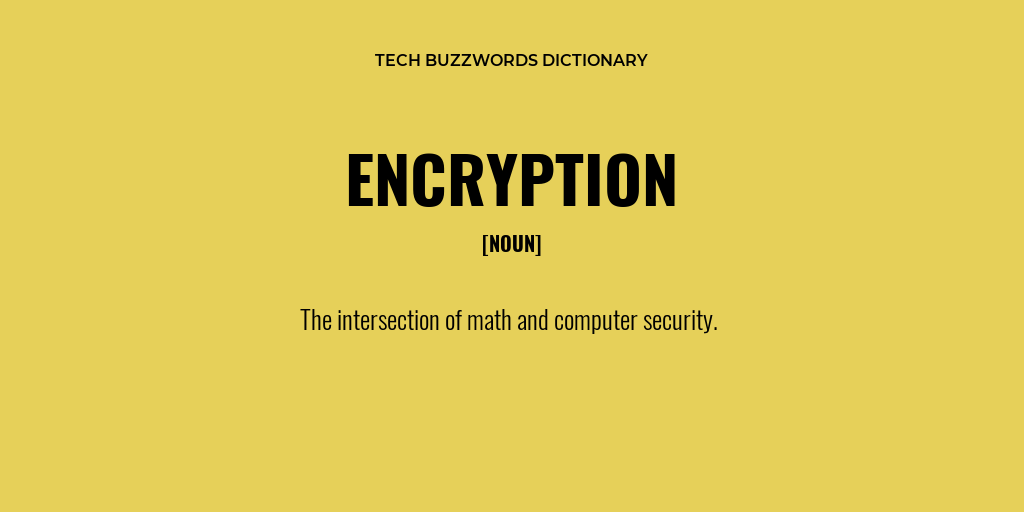 TECH BUZZWORDS DICTIONARY
ENCRYPTION
[NOUN]
The intersection of math and computer security.